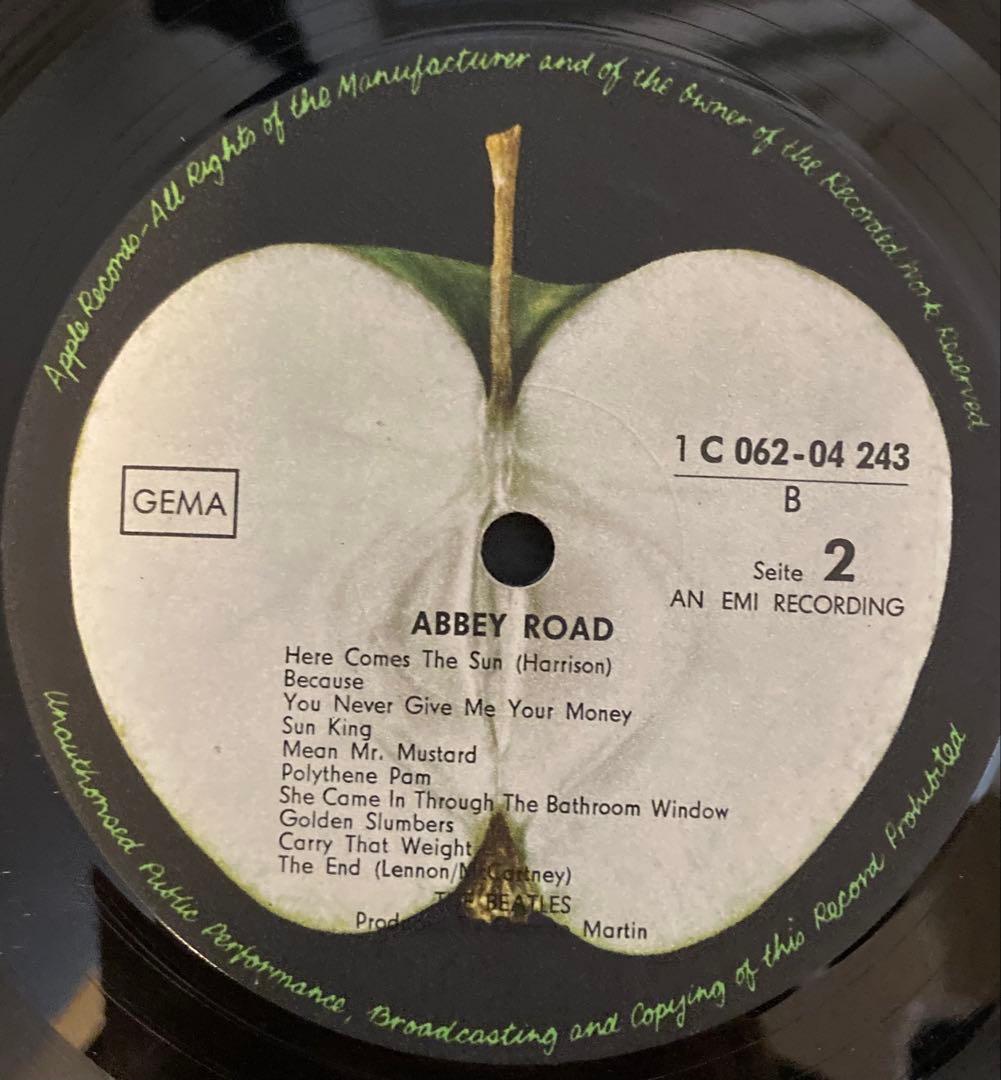 Apple Records-All Rights of the Manufacturer and of the Owner of the Recorded Work Reserved
1 C 062-04 243
B
GEMA
Seite 2
AN EMI RECORDING
ABBEY ROAD
Here Comes The Sun (Harrison)
Because
You Never Give Me Your Money
Sun King
Mean Mr. Mustard
Polythene Pam
She Came In Through The Bathroom Window
Golden Slumbers
Carry That Weight
The End (Lennon/McCartney)
THE BEATLES
Martin
Unauthorised Public Performance, Broadcasting and Copying of this Record Prohibited